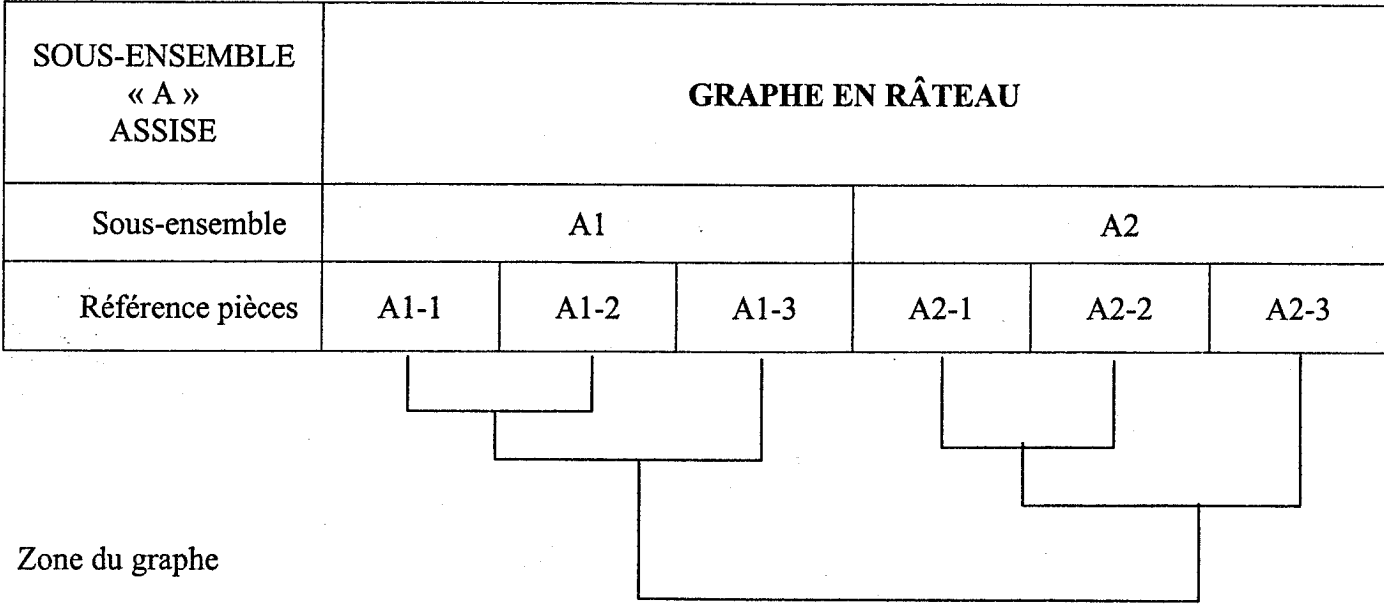 SOUS-ENSEMBLE
« A »
ASSISE
GRAPHE EN RÂTEAU
Sous-ensemble A1 A2
Référence pièces A1-1 A1-2 A1-3 A2-1 A2-2 A2-3
Zone du graphe